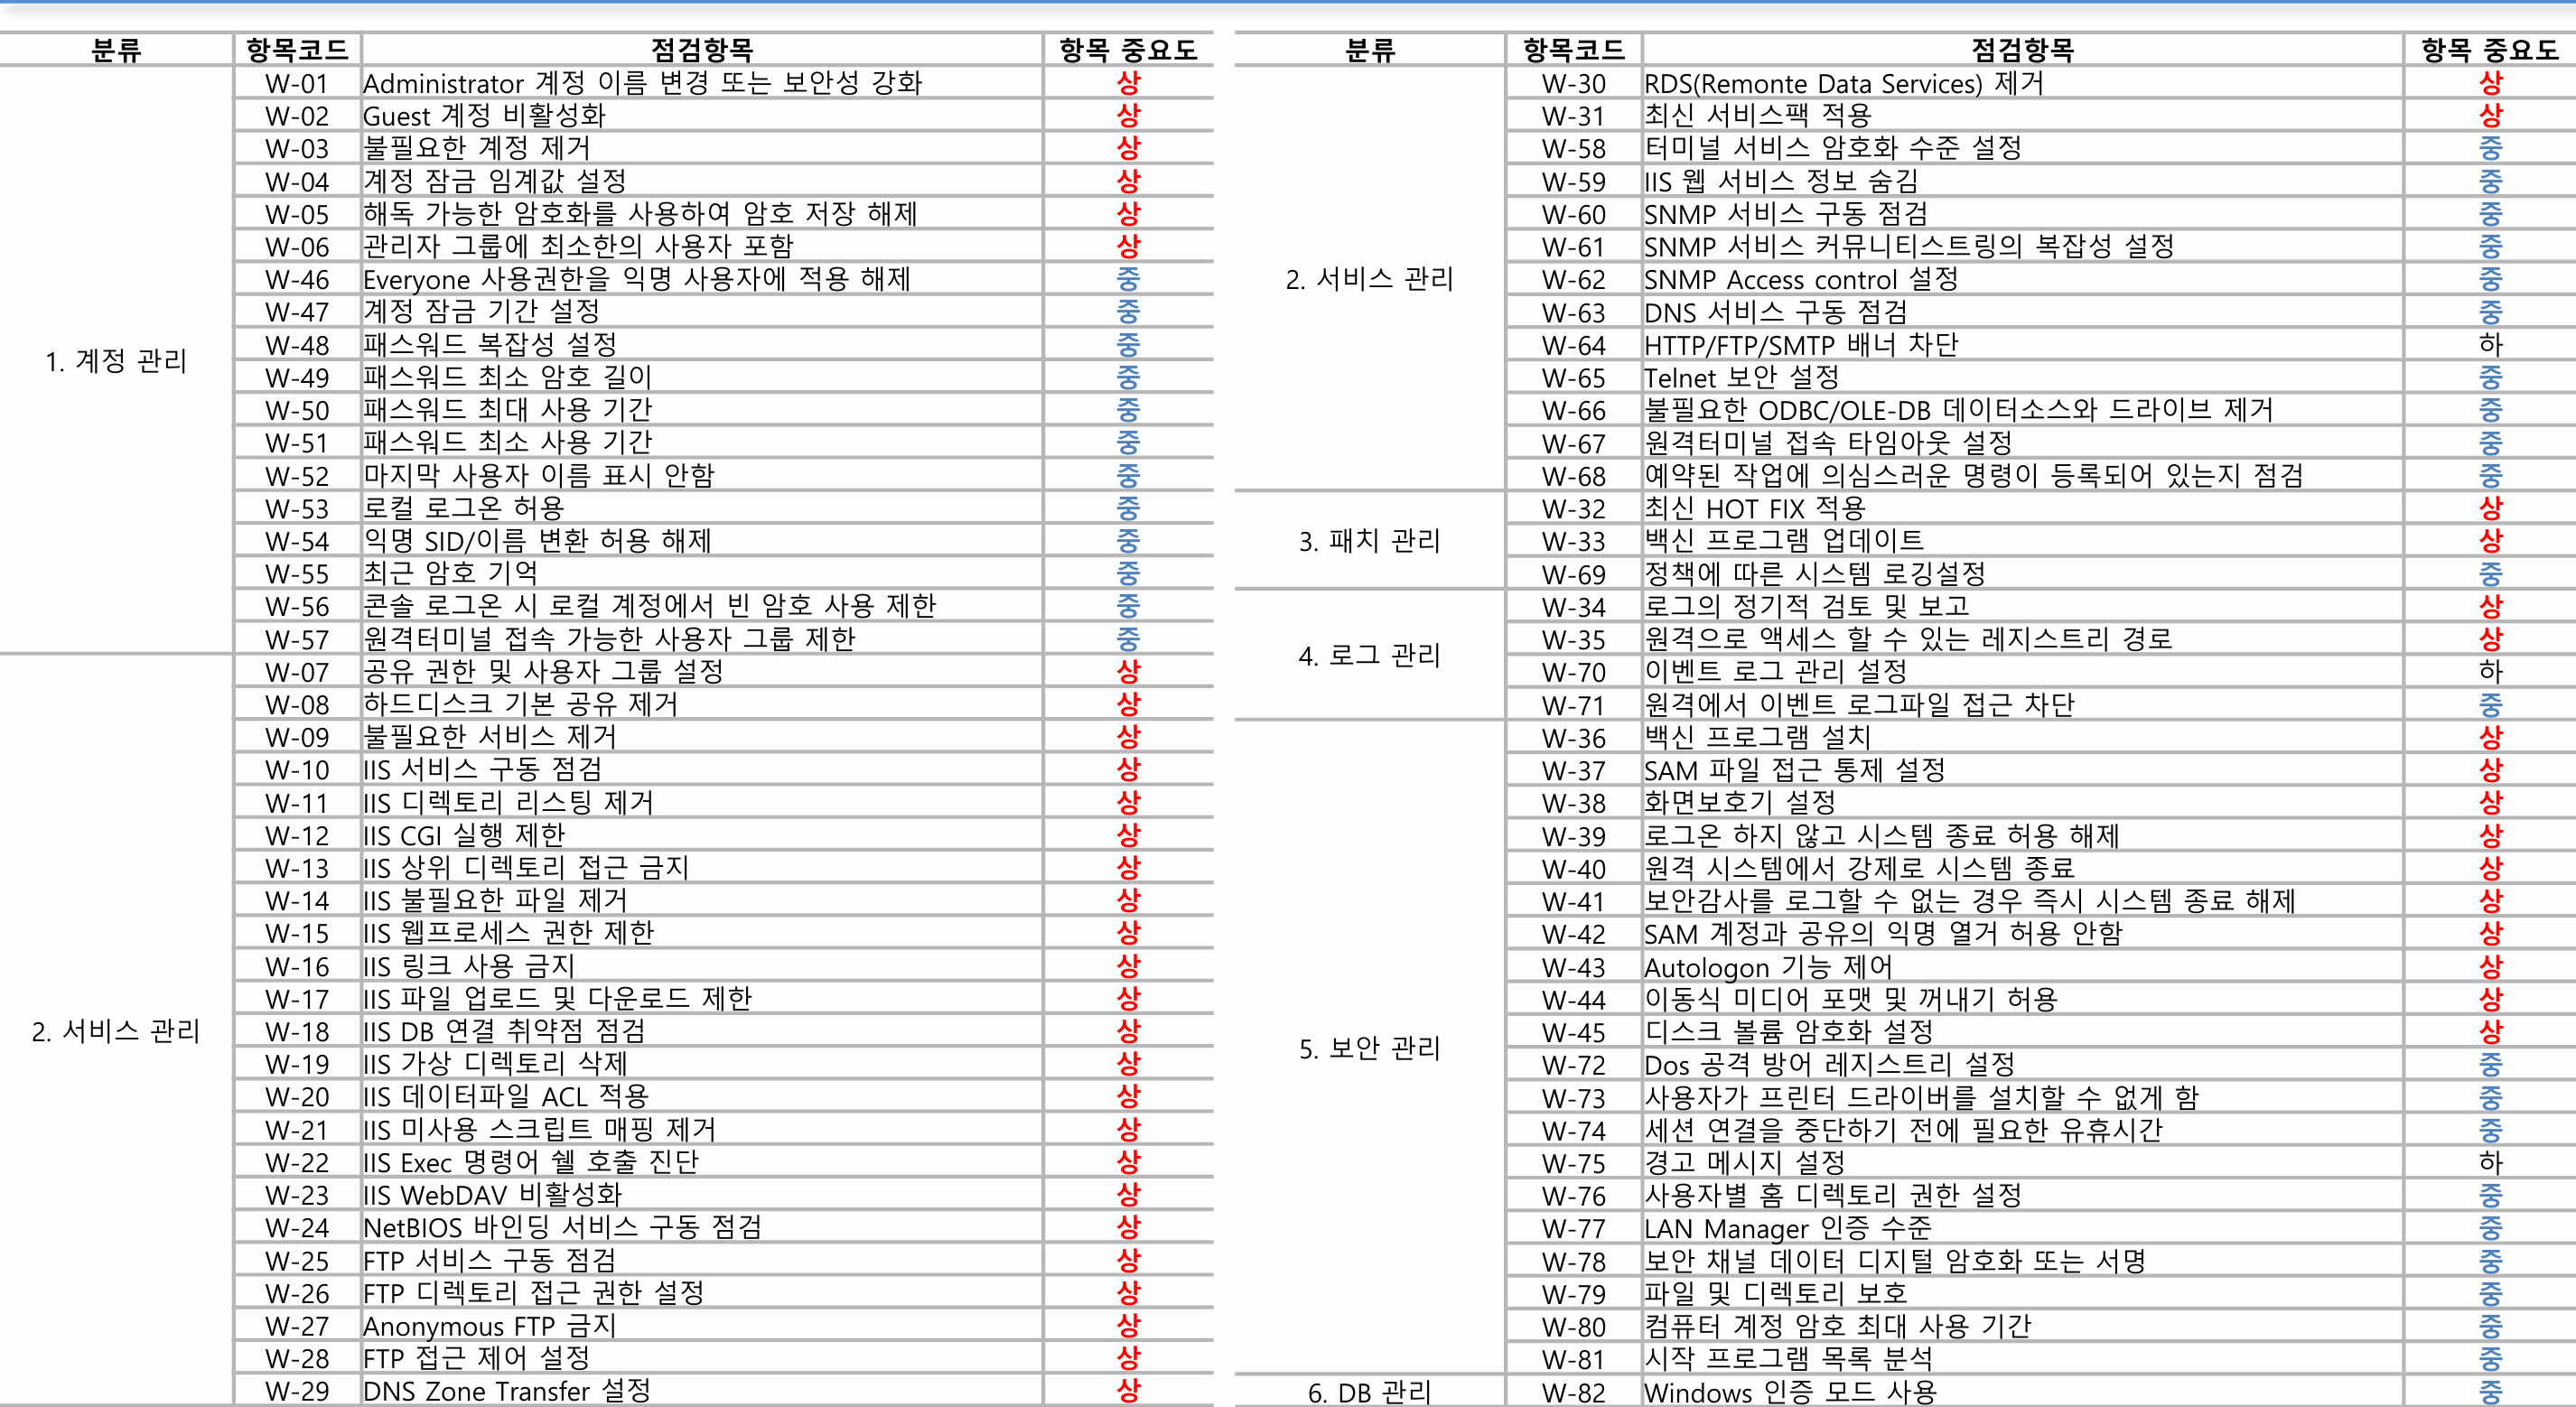 분류 항목코드 점검항목 항목 중요도
W-01 Administrator 계정 이름 변경 또는 보안성 강화 상
W-02 Guest 계정 비활성화 상
W-03 불필요한 계정 제거 상
W-04 계정 잠금 임계값 설정 상
W-05 해독 가능한 암호화를 사용하여 암호 저장 해제 상
W-06 관리자 그룹에 최소한의 사용자 포함 상
W-46 Everyone 사용권한을 익명 사용자에 적용 해제 중
W-47 계정 잠금 기간 설정 중
W-48 패스워드 복잡성 설정 중
1. 계정 관리
W-49 패스워드 최소 암호 길이 중
W-50 패스워드 최대 사용 기간 중
W-51 패스워드 최소 사용 기간 중
W-52 마지막 사용자 이름 표시 안함 중
W-53 로컬 로그온 허용 중
W-54 익명 SID/이름 변환 허용 해제 중
W-55 최근 암호 기억 중
W-56 콘솔 로그온 시 로컬 계정에서 빈 암호 사용 제한 중
W-57 원격터미널 접속 가능한 사용자 그룹 제한 중
W-07 공유 권한 및 사용자 그룹 설정 상
W-08 하드디스크 기본 공유 제거 상
W-09 불필요한 서비스 제거 상
W-10 IIS 서비스 구동 점검 상
W-11 IIS 디렉토리 리스팅 제거 상
W-12 IIS CGI 실행 제한 상
W-13 IIS 상위 디렉토리 접근 금지 상
W-14 IIS 불필요한 파일 제거 상
W-15 IIS 웹프로세스 권한 제한 상
W-16 IIS 링크 사용 금지 상
W-17 IIS 파일 업로드 및 다운로드 제한 상
2. 서비스 관리 W-18 IIS DB 연결 취약점 점검 상
W-19 IIS 가상 디렉토리 삭제 상
W-20 IIS 데이터파일 ACL 적용 상
W-21 IIS 미사용 스크립트 매핑 제거 상
W-22 IIS Exec 명령어 쉘 호출 진단 상
W-23 IIS WebDAV 비활성화 상
W-24 NetBIOS 바인딩 서비스 구동 점검 상
W-25 FTP 서비스 구동 점검 상
W-26 FTP 디렉토리 접근 권한 설정 상
W-27 Anonymous FTP 금지 상
W-28 FTP 접근 제어 설정 상
W-29 DNS Zone Transfer 설정 상
분류 항목코드 점검항목 항목 중요도
W-30 RDS(Remonte Data Services) 제거 상
W-31 최신 서비스팩 적용 상
W-58 터미널 서비스 암호화 수준 설정 중
W-59 IIS 웹 서비스 정보 숨김 중
W-60 SNMP 서비스 구동 점검 중
W-61 SNMP 서비스 커뮤니티스트링의 복잡성 설정 중
2. 서비스 관리 W-62 SNMP Access control 설정 중
W-63 DNS 서비스 구동 점검 중
W-64 HTTP/FTP/SMTP 배너 차단 하
W-65 Telnet 보안 설정 중
W-66 불필요한 ODBC/OLE-DB 데이터소스와 드라이브 제거 중
W-67 원격터미널 접속 타임아웃 설정 중
W-68 예약된 작업에 의심스러운 명령이 등록되어 있는지 점검 중
W-32 최신 HOT FIX 적용 상
3. 패치 관리 W-33 백신 프로그램 업데이트 상
W-69 정책에 따른 시스템 로깅설정 중
W-34 로그의 정기적 검토 및 보고 상
W-35 원격으로 액세스 할 수 있는 레지스트리 경로 상
4. 로그 관리
W-70 이벤트 로그 관리 설정 하
W-71 원격에서 이벤트 로그파일 접근 차단 중
W-36 백신 프로그램 설치 상
W-37 SAM 파일 접근 통제 설정 상
W-38 화면보호기 설정 상
W-39 로그온 하지 않고 시스템 종료 허용 해제 상
W-40 원격 시스템에서 강제로 시스템 종료 상
W-41 보안감사를 로그할 수 없는 경우 즉시 시스템 종료 해제 상
W-42 SAM 계정과 공유의 익명 열거 허용 안함 상
W-43 Autologon 기능 제어 상
W-44 이동식 미디어 포맷 및 꺼내기 허용 상
W-45 디스크 볼륨 암호화 설정 상
5. 보안 관리
W-72 Dos 공격 방어 레지스트리 설정 중
W-73 사용자가 프린터 드라이버를 설치할 수 없게 함 중
W-74 세션 연결을 중단하기 전에 필요한 유휴시간 중
W-75 경고 메시지 설정 하
W-76 사용자별 홈 디렉토리 권한 설정 중
W-77 LAN Manager 인증 수준 중
W-78 보안 채널 데이터 디지털 암호화 또는 서명 중
W-79 파일 및 디렉토리 보호 중
W-80 컴퓨터 계정 암호 최대 사용 기간 중
W-81 시작 프로그램 목록 분석 중
6. DB 관리 W-82 Windows 인증 모드 사용 중